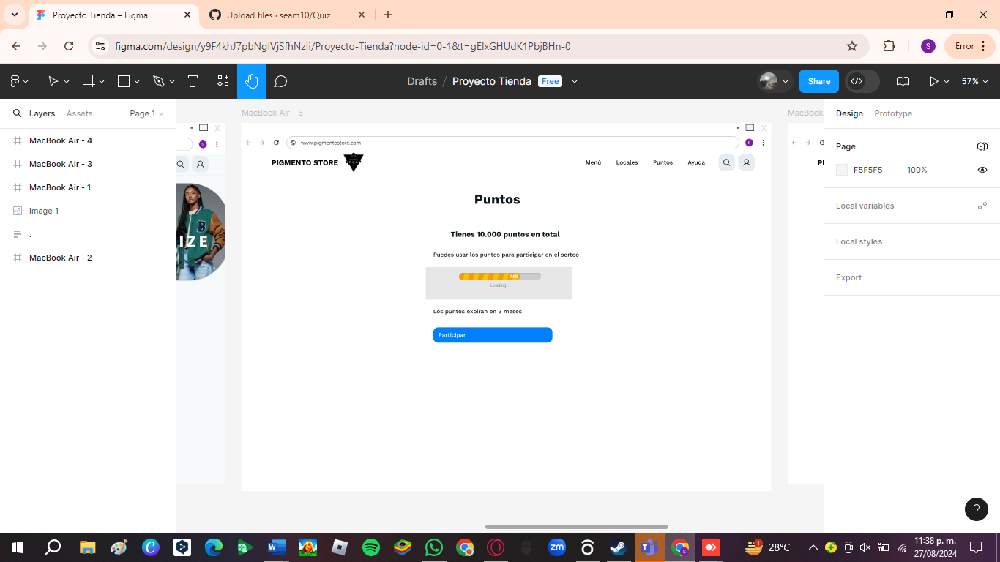 Proyecto Tienda – Figma
Upload files · seam10/Quiz
figma.com/design/y9F4khJ7pbNgIVjSfhNzli/Proyecto-Tienda?node-id=0-1&t=gEIxGHUdK1PbjBHn-0
S
Error
Drafts / Proyecto Tienda Free
Share
57%
Layers Assets Page 1
MacBook Air - 4
MacBook Air - 3
MacBook Air - 1
image 1
.
MacBook Air - 2
S
B
IZE
MacBook Air - 3
X
www.pigmentostore.com
S
PIGMENTO STORE
Menú Locales Puntos Ayuda
Puntos
Tienes 10.000 puntos en total
Puedes usar los puntos para participar en el sorteo
74%
Loading..
Los puntos expiran en 3 meses
Participar
MacBook
Design Prototype
Page
F5F5F5 100%
Local variables
Local styles
Export
?
zm
1
28°C
11:38 p. m.
27/08/2024